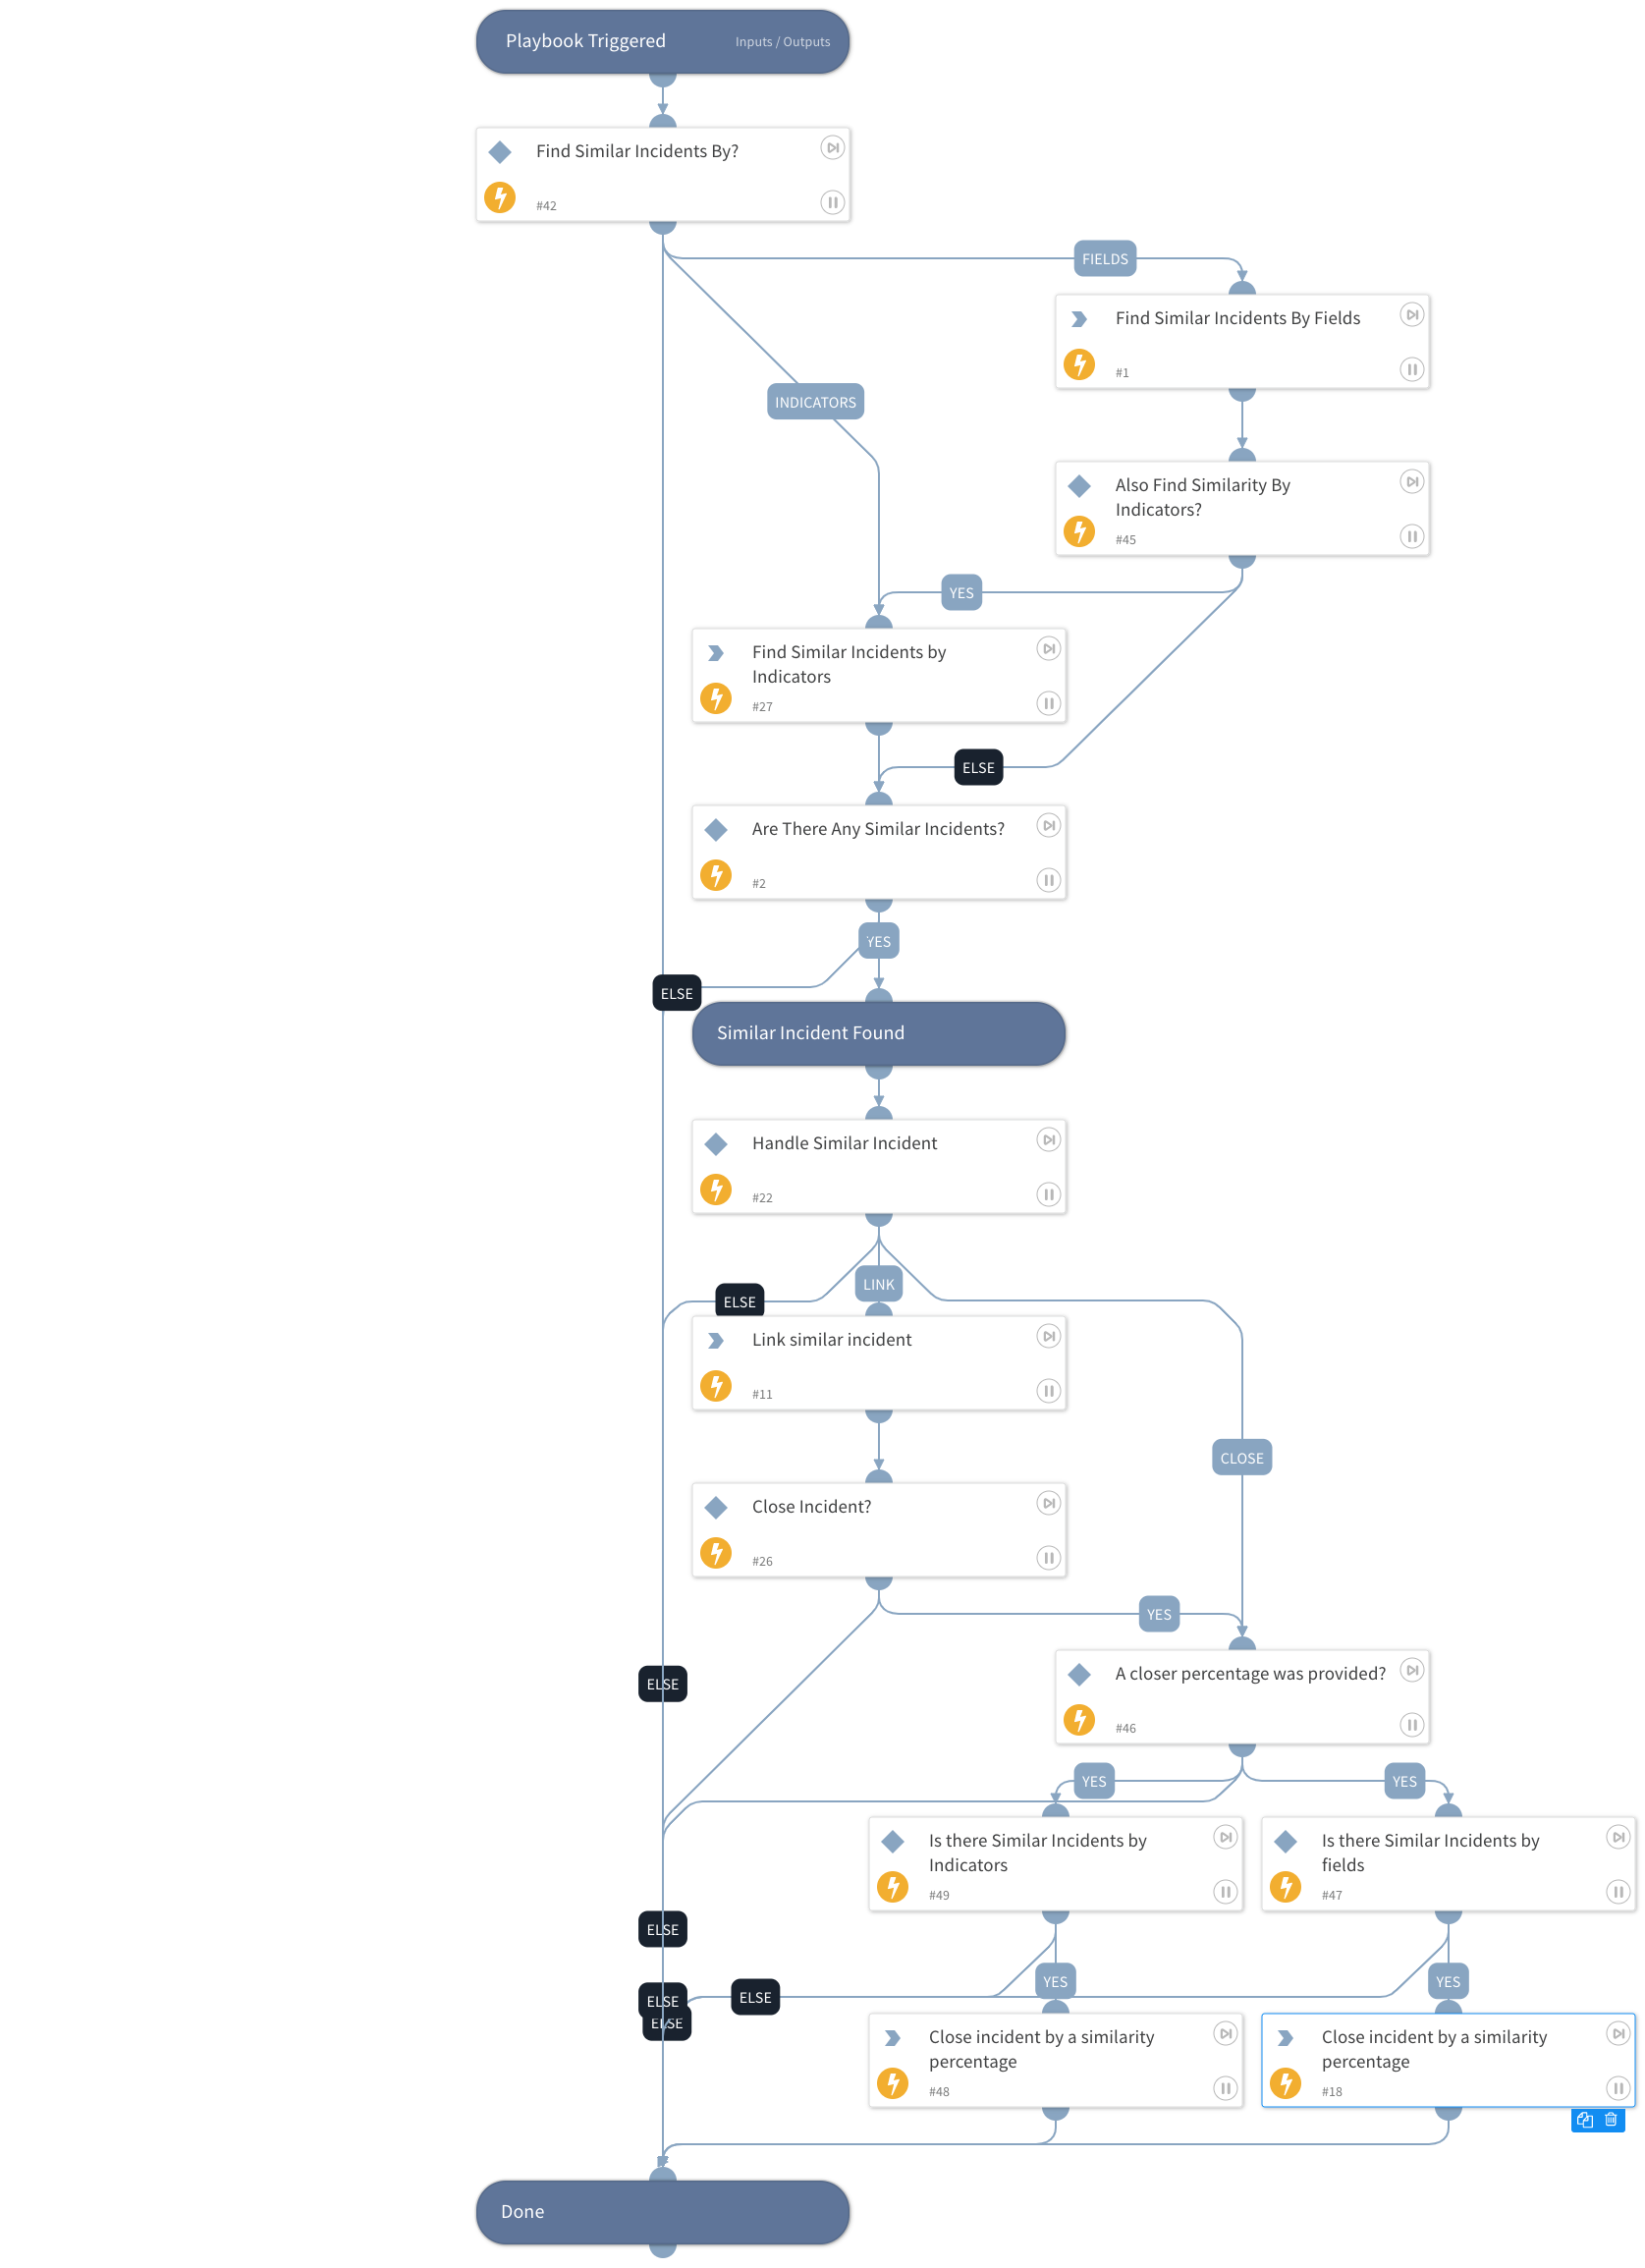 Playbook Triggered
Inputs / Outputs
Find Similar Incidents By?
#42
FIELDS
Find Similar Incidents By Fields
#1
INDICATORS
Also Find Similarity By
Indicators?
#45
YES
Find Similar Incidents by
Indicators
#27
ELSE
Are There Any Similar Incidents?
#2
YES
ELSE
Similar Incident Found
Handle Similar Incident
#22
LINK
ELSE
Link similar incident
#11
CLOSE
Close Incident?
#26
YES
A closer percentage was provided?
#46
ELSE
YES
YES
Is there Similar Incidents by
Indicators
#49
Is there Similar Incidents by
fields
#47
ELSE
YES
YES
ELSE
ELSE
ELSE
Close incident by a similarity
percentage
#48
Close incident by a similarity
percentage
#18
Done